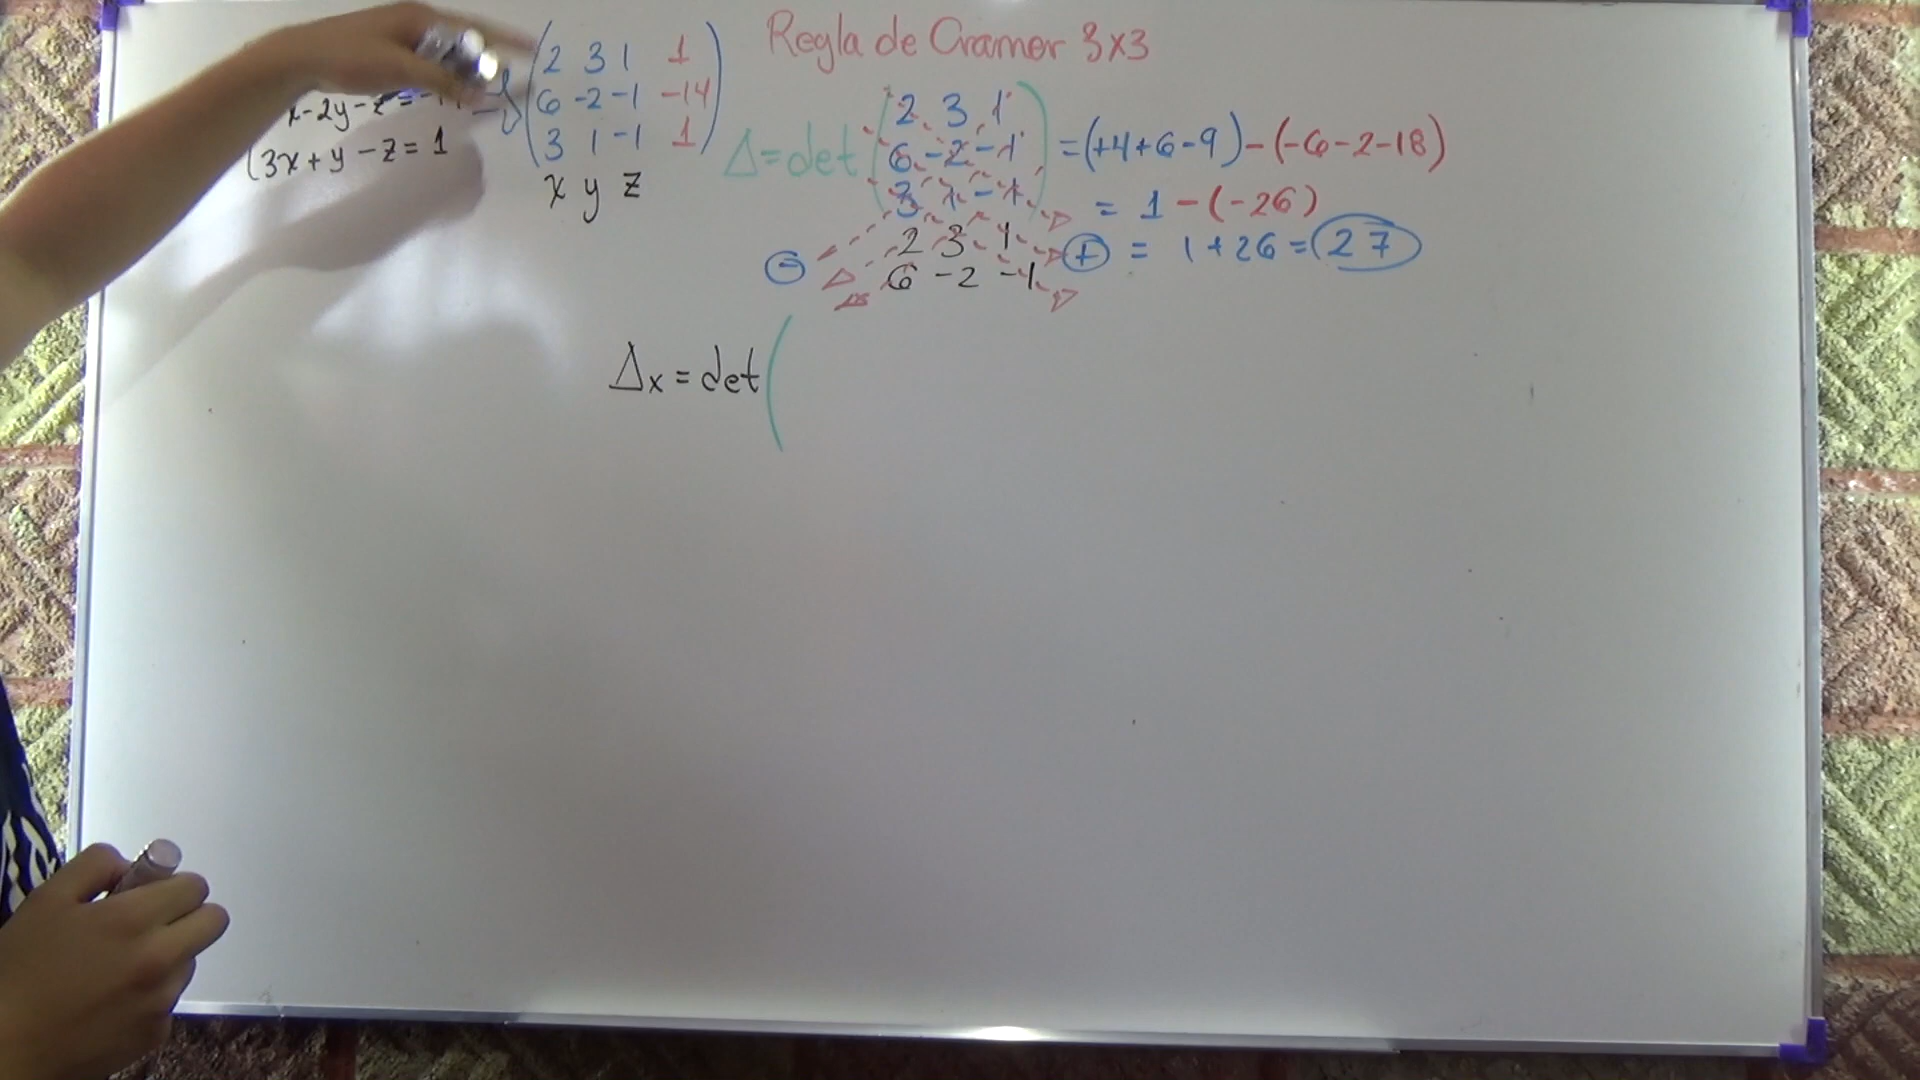 Regla de Cramer 3x3
x-2y-z=-1
3x+y-z=1
2 3 1 1
6 -2 -1 -14
3 1 -1 1
x y z
Δ=det
2 3 1
6 -2 -1
3 1 -1
2 3 1
6 -2 -1
=(+4+6-9)-(-6-2-18)
= 1-(-26)
= 1+26=27
- +
Δx=det(